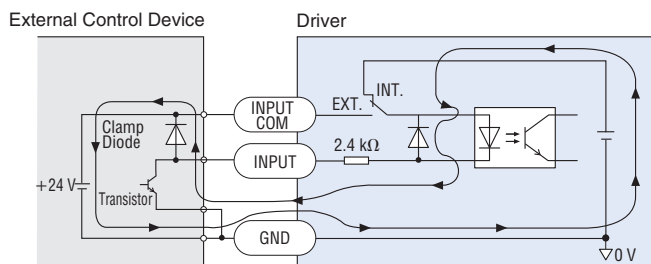 External Control Device
Driver
Clamp
Diode
+24 V
Transistor
INPUT
COM
INPUT
GND
EXT.
INT.
2.4 kΩ
0 V